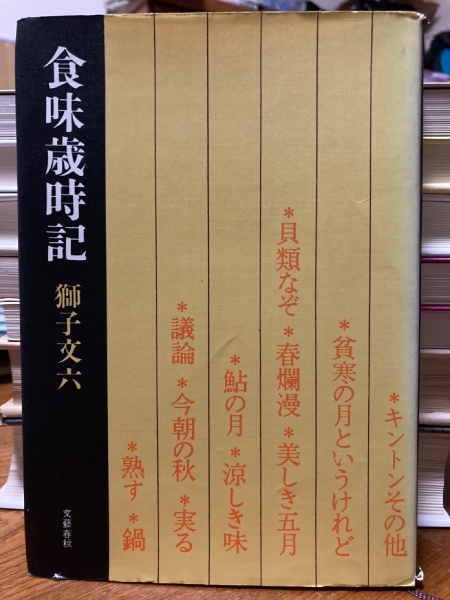 食味歳時記
獅子文六
文藝春秋
*キントンその他
*貧寒の月というけれど
*貝類なぞ*春爛漫*美しき五月
*鮎の月*涼しき味
*議論*今朝の秋*実る
*熟す*鍋